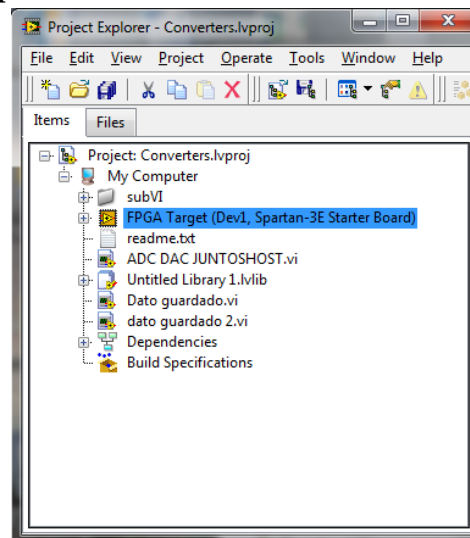 Project Explorer - Converters.lvproj
File Edit View Project Operate Tools Window Help
Items Files
Project: Converters.lvproj
My Computer
subVI
FPGA Target (Dev1, Spartan-3E Starter Board)
readme.txt
ADC DAC JUNTOSHOST.vi
Untitled Library 1.lvlib
Dato guardado.vi
dato guardado 2.vi
Dependencies
Build Specifications